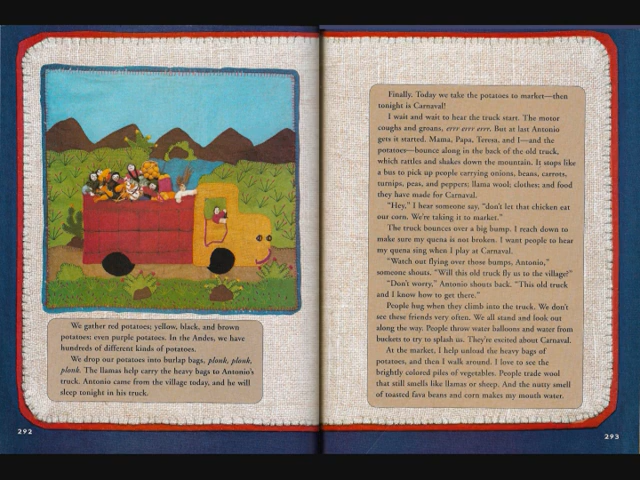 We gather red potatoes; yellow, black, and brown
potatoes; even purple potatoes. In the Andes, we have
hundreds of different kinds of potatoes.
We drop our potatoes into burlap bags, plonk, plonk,
plonk. The llamas help carry the heavy bags to Antonio's
truck. Antonio came from the village today, and he will
sleep tonight in his truck.
292
Finally. Today we take the potatoes to market—then
tonight is Carnaval!
I wait and wait to hear the truck start. The motor
coughs and groans, errr errr errr. But at last Antonio
gets it started. Mama, Papa, Teresa, and I—and the
potatoes—bounce along in the back of the old truck,
which rattles and shakes down the mountain. It stops like
a bus to pick up people carrying onions, beans, carrots,
turnips, peas, and peppers; llama wool; clothes; and food
they have made for Carnaval.
"Hey," I hear someone say, "don't let that chicken eat
our corn. We're taking it to market."
The truck bounces over a big bump. I reach down to
make sure my quena is not broken. I want people to hear
my quena sing when I play at Carnaval.
"Watch out flying over those bumps, Antonio,"
someone shouts. "Will this old truck fly us to the village?"
"Don't worry," Antonio shouts back. "This old truck
and I know how to get there."
People hug when they climb into the truck. We don't
see these friends very often. We all stand and look out
along the way. People throw water balloons and water from
buckets to try to splash us. They're excited about Carnaval.
At the market, I help unload the heavy bags of
potatoes, and then I walk around. I love to see the
brightly colored piles of vegetables. People trade wool
that still smells like llamas or sheep. And the nutty smell
of toasted fava beans and corn makes my mouth water.
293